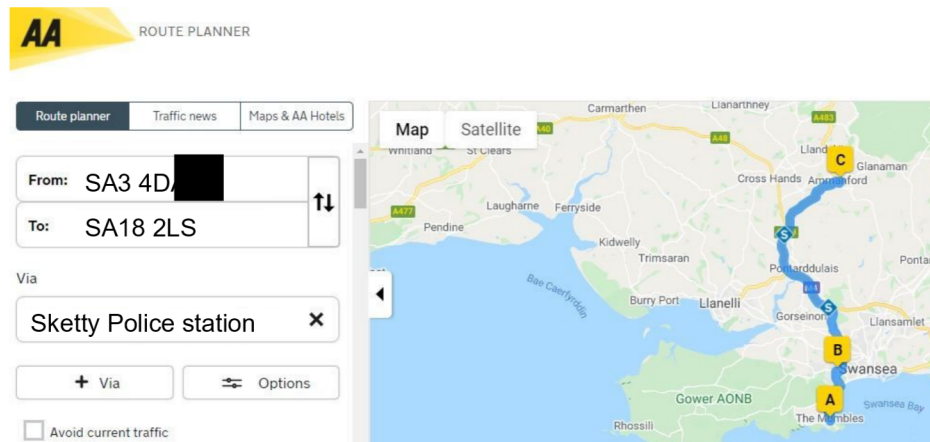 AA ROUTE PLANNER
Route planner Traffic news Maps & AA Hotels
From: SA3 4D
To: SA18 2LS
Via
Sketty Police station ×
+ Via Options
Avoid current traffic
Map Satellite
Carmarthen
Llanarthney
A483
A40
A48
Whitland
St Clears
C
Glanaman
Cross Hands
Ammanford
A477
Laugharne
Ferryside
Pendine
S
Kidwelly
Trimsaran
Pontarddulais
Bae Caerfyrddin
Burry Port
Llanelli
Gorseinon
S
Llansamlet
B
Swansea
Gower AONB
A
Swansea Bay
The Mumbles
Rhossili